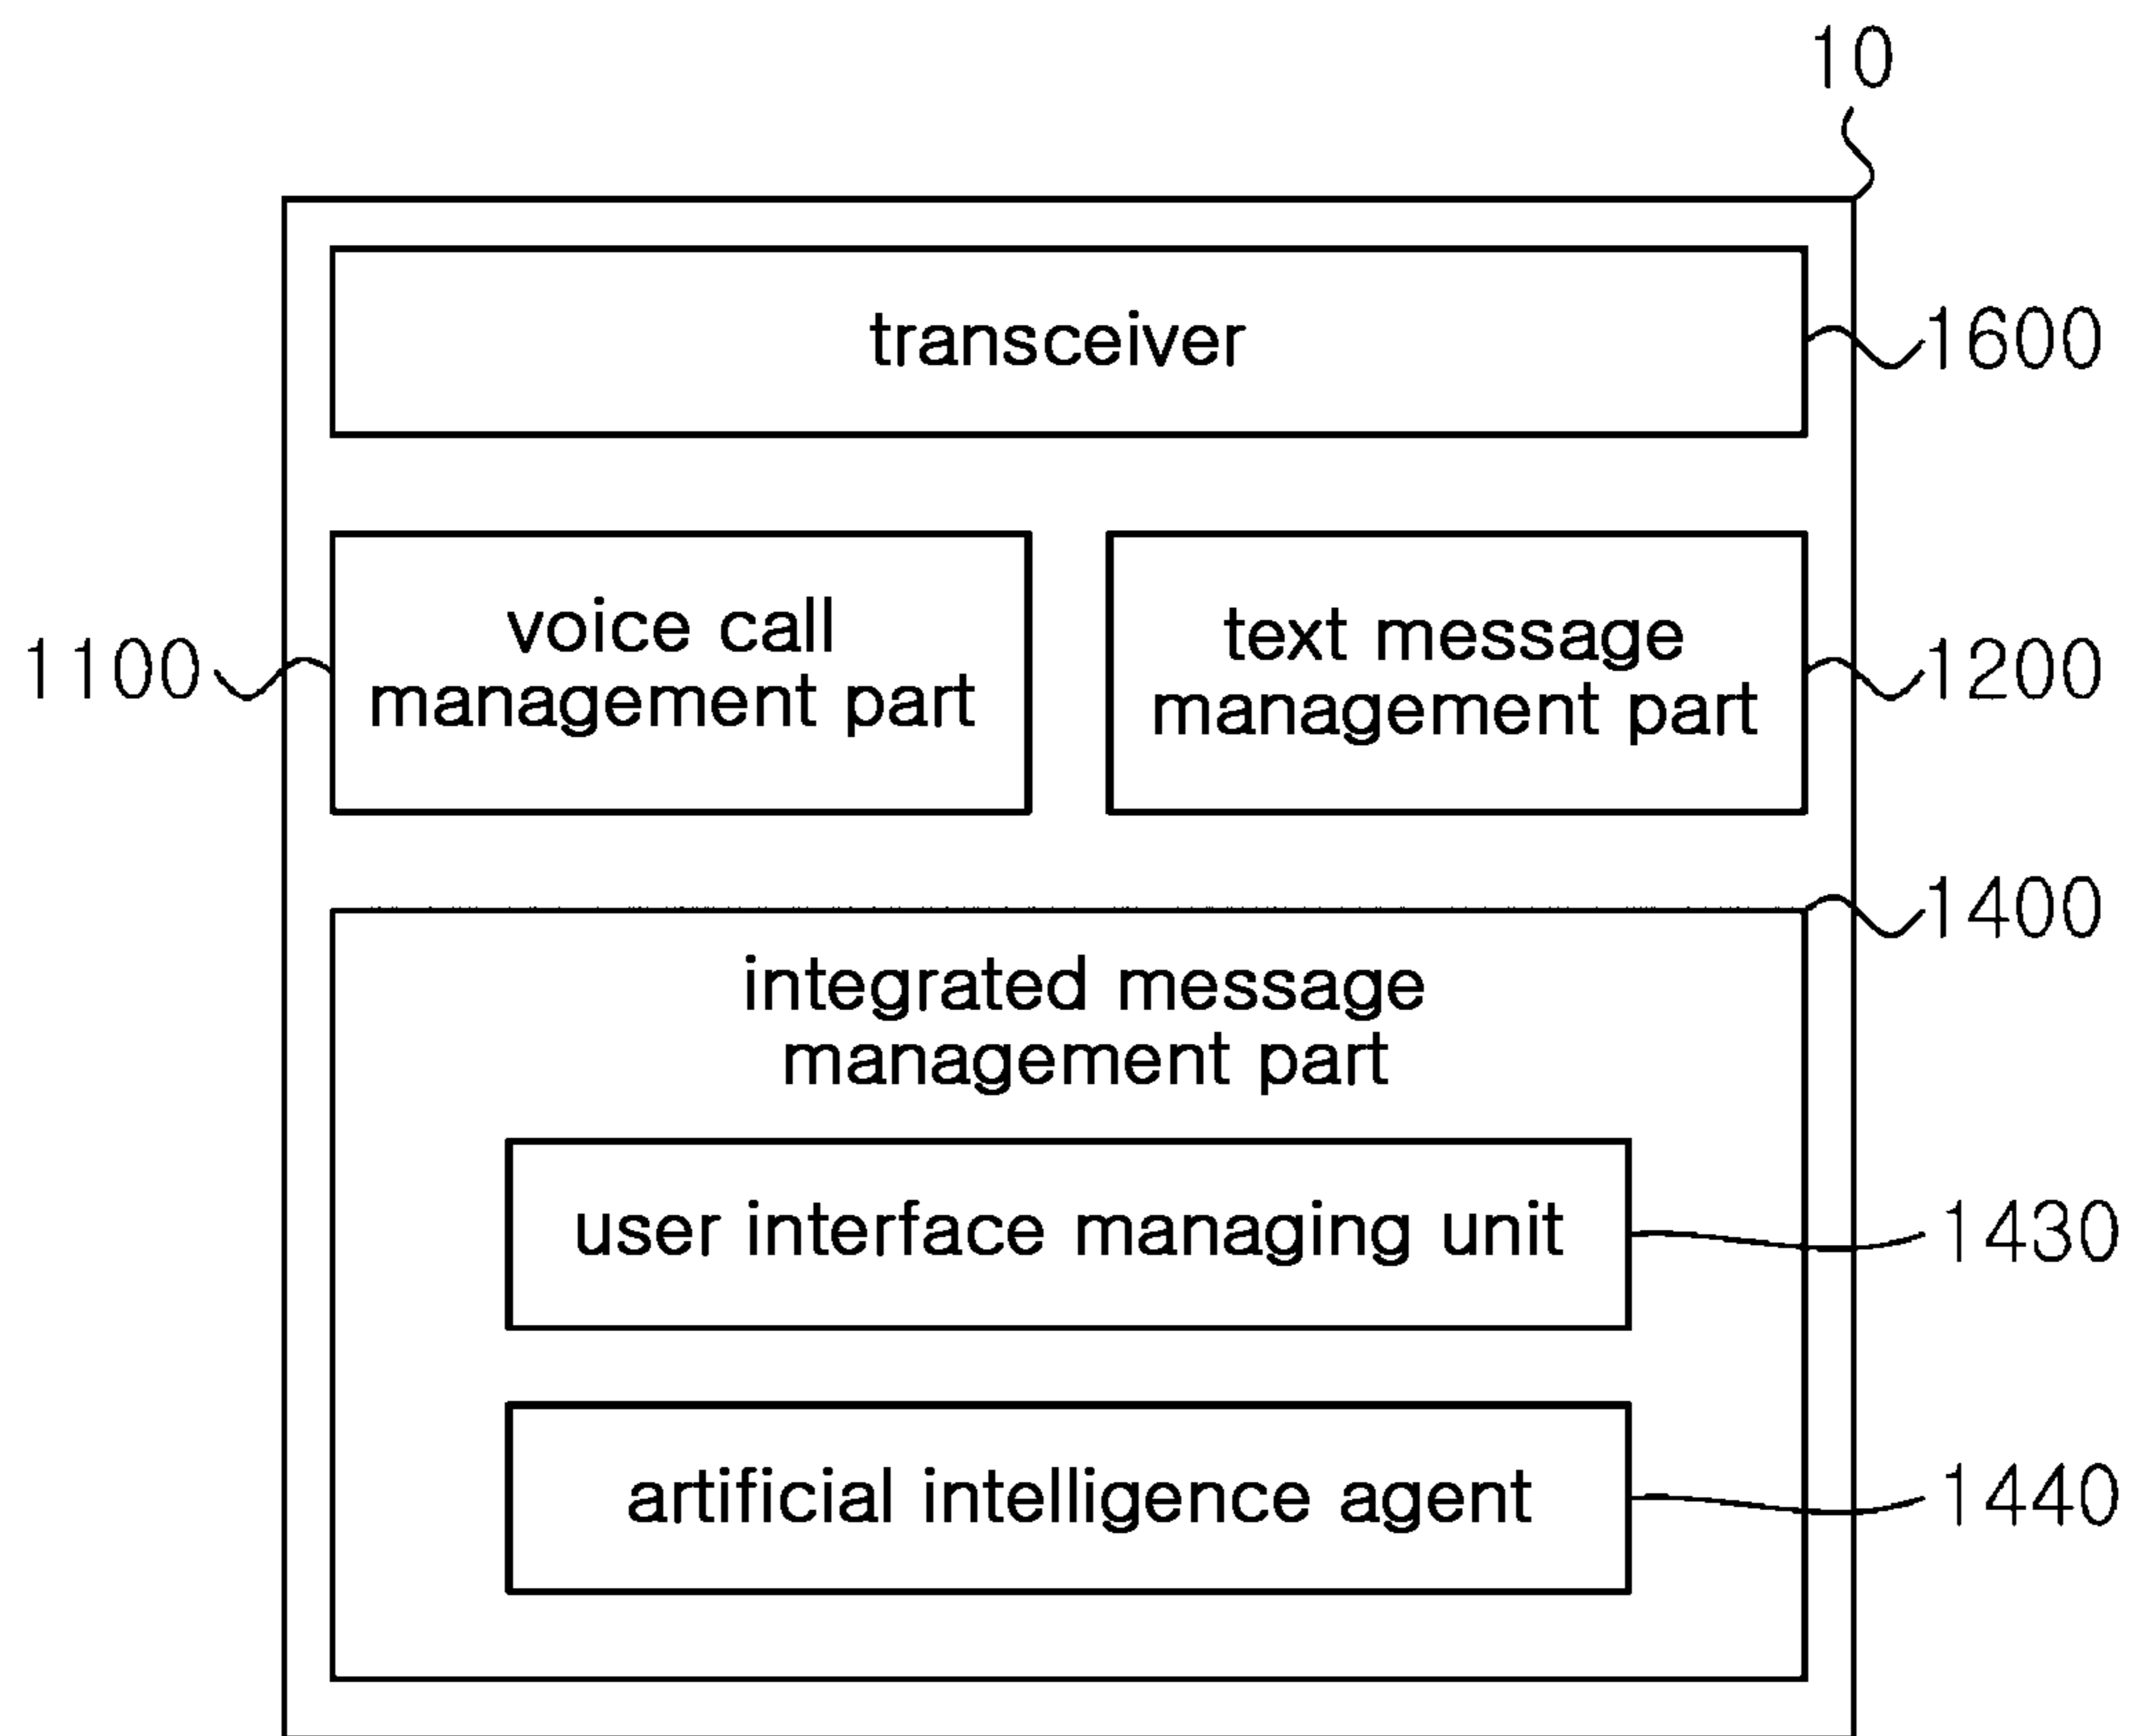 10
transceiver
1600
voice call
management part
1100
text message
management part
1200
1400
integrated message
management part
user interface managing unit
1430
artificial intelligence agent
1440